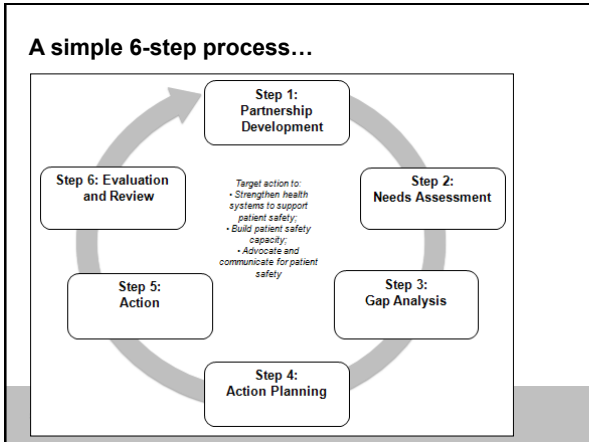 A simple 6-step process…
Step 1:
Partnership
Development
Step 2:
Needs Assessment
Step 3:
Gap Analysis
Step 4:
Action Planning
Step 5:
Action
Step 6: Evaluation
and Review
Target action to:
• Strengthen health
systems to support
patient safety;
• Build patient safety
capacity;
• Advocate and
communicate for patient
safety